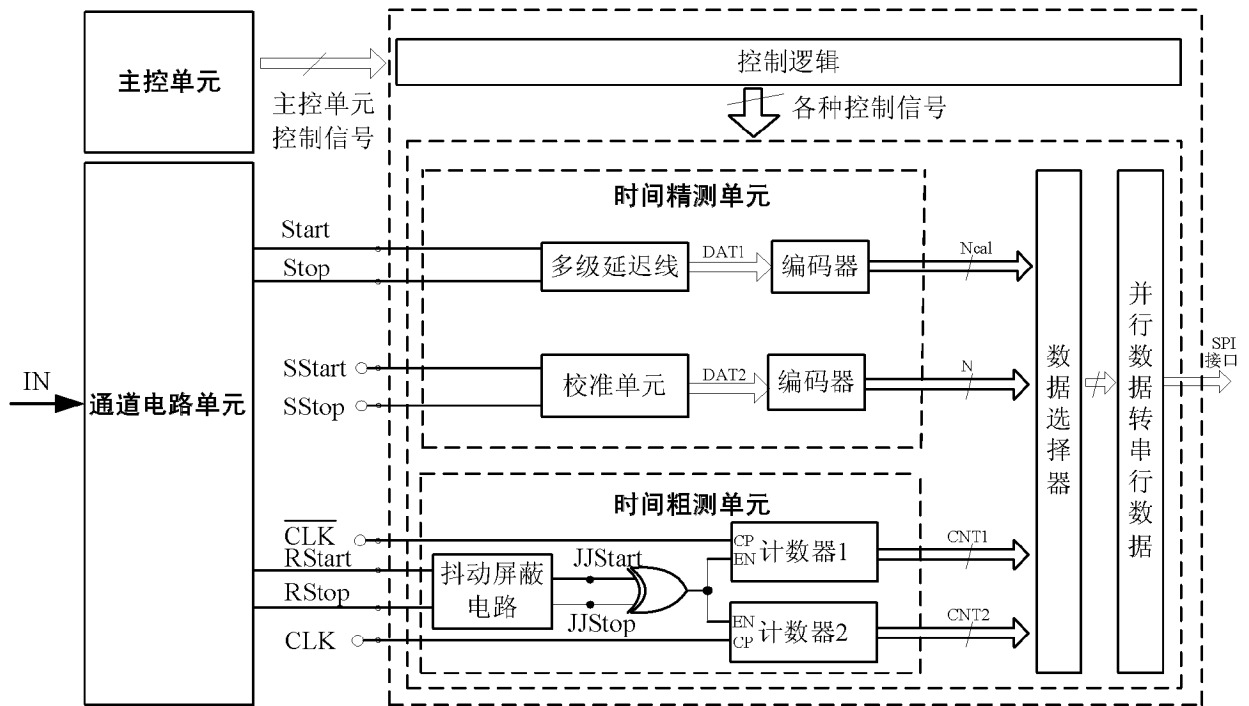 主控单元
主控单元
控制信号
控制逻辑
各种控制信号
IN
通道电路单元
时间精测单元
Start
Stop
多级延迟线
DAT1
编码器
Ncal
SStart
SStop
校准单元
DAT2
编码器
N
时间粗测单元
CLK
RStart
RStop
CLK
抖动屏蔽
电路
JJStart
JJStop
CP
EN
计数器1
CNT1
EN
CP
计数器2
CNT2
数据选择器
并行数据转串行数据
SPI
接口